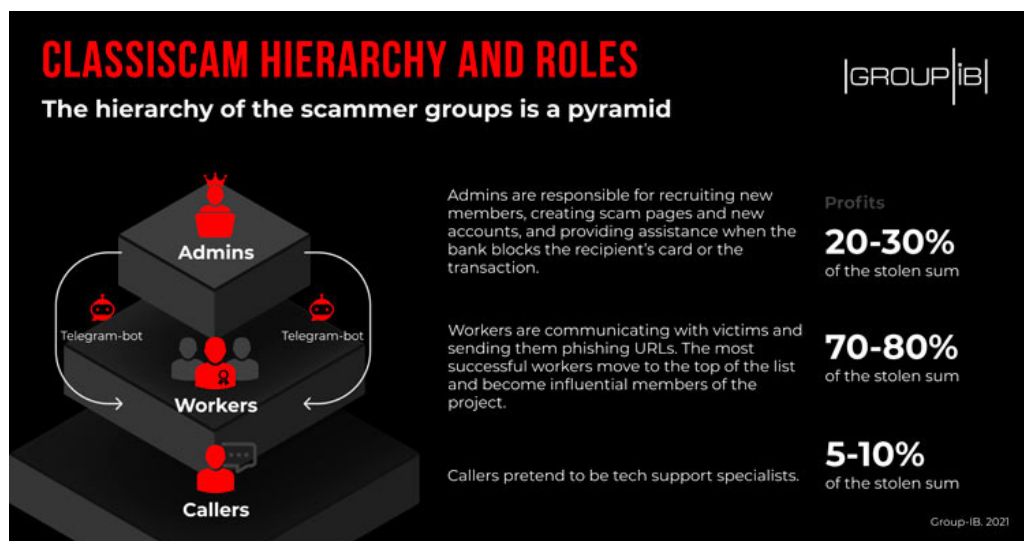 CLASSISCAM HIERARCHY AND ROLES
GROUP iB
The hierarchy of the scammer groups is a pyramid
Admins
Telegram-bot
Telegram-bot
Workers
Callers
Admins are responsible for recruiting new
members, creating scam pages and new
accounts, and providing assistance when the
bank blocks the recipient's card or the
transaction.
Workers are communicating with victims and
sending them phishing URLs. The most
successful workers move to the top of the list
and become influential members of the
project.
Callers pretend to be tech support specialists.
Profits
20-30%
of the stolen sum
70-80%
of the stolen sum
5-10%
of the stolen sum
Group-IB. 2021